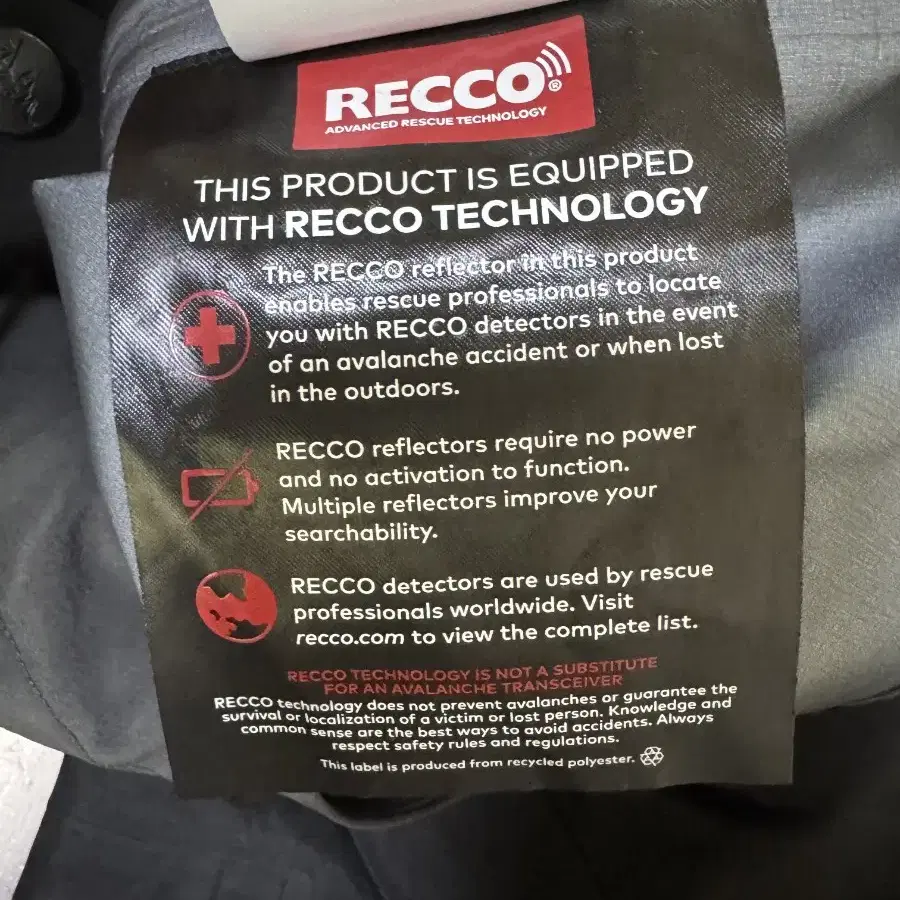 RECCO®
ADVANCED RESCUE TECHNOLOGY
THIS PRODUCT IS EQUIPPED
WITH RECCO TECHNOLOGY
The RECCO reflector in this product
enables rescue professionals to locate
you with RECCO detectors in the event
of an avalanche accident or when lost
in the outdoors.
RECCO reflectors require no power
and no activation to function.
Multiple reflectors improve your
searchability.
RECCO detectors are used by rescue
professionals worldwide. Visit
recco.com to view the complete list.
RECCO TECHNOLOGY IS NOT A SUBSTITUTE
FOR AN AVALANCHE TRANSCEIVER
RECCO technology does not prevent avalanches or guarantee the
survival or localization of a victim or lost person. Knowledge and
common sense are the best ways to avoid accidents. Always
respect safety rules and regulations.
This label is produced from recycled polyester.